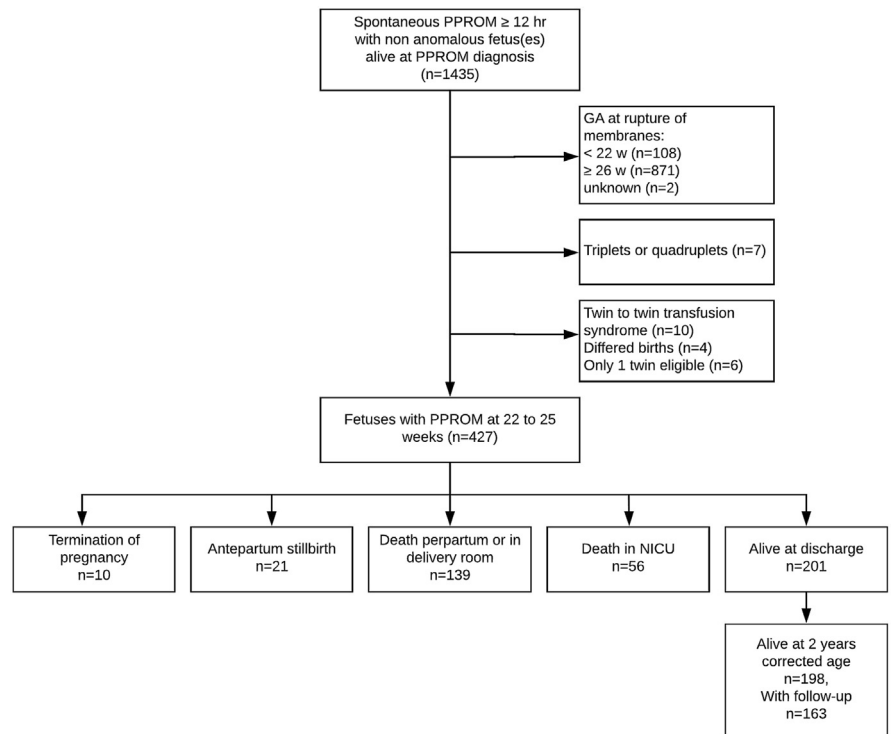 Spontaneous PPROM ≥ 12 hr
with non anomalous fetus(es)
alive at PPROM diagnosis
(n=1435)
GA at rupture of
membranes:
< 22 w (n=108)
≥ 26 w (n=871)
unknown (n=2)
Triplets or quadruplets (n=7)
Twin to twin transfusion
syndrome (n=10)
Differed births (n=4)
Only 1 twin eligible (n=6)
Fetuses with PPROM at 22 to 25
weeks (n=427)
Termination of
pregnancy
n=10
Antepartum stillbirth
n=21
Death perpartum or in
delivery room
n=139
Death in NICU
n=56
Alive at discharge
n=201
Alive at 2 years
corrected age
n=198,
With follow-up
n=163